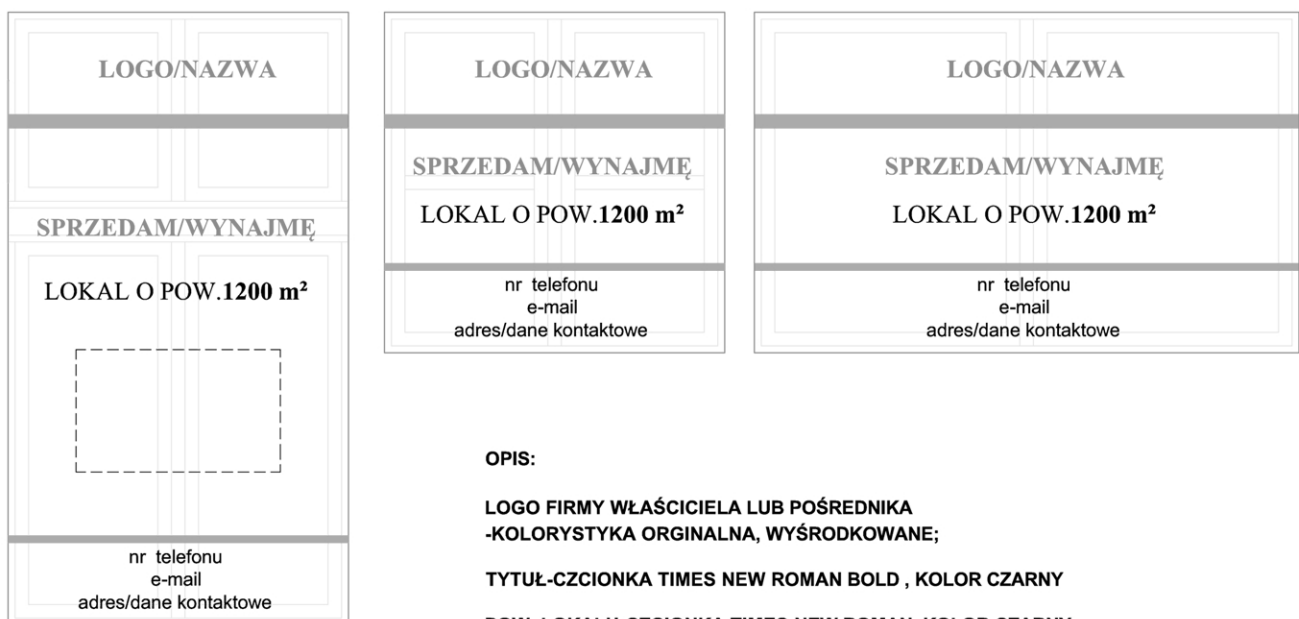 LOGO/NAZWA
SPRZEDAM/WYNAJMĘ
LOKAL O POW.1200 m²
nr telefonu
e-mail
adres/dane kontaktowe
LOGO/NAZWA
SPRZEDAM/WYNAJMĘ
LOKAL O POW.1200 m²
nr telefonu
e-mail
adres/dane kontaktowe
LOGO/NAZWA
SPRZEDAM/WYNAJMĘ
LOKAL O POW.1200 m²
nr telefonu
e-mail
adres/dane kontaktowe
OPIS:
LOGO FIRMY WŁAŚCICIELA LUB POŚREDNIKA
-KOLORYSTYKA ORGINALNA, WYŚRODKOWANE;
TYTUŁ-CZCIONKA TIMES NEW ROMAN BOLD , KOLOR CZARNY